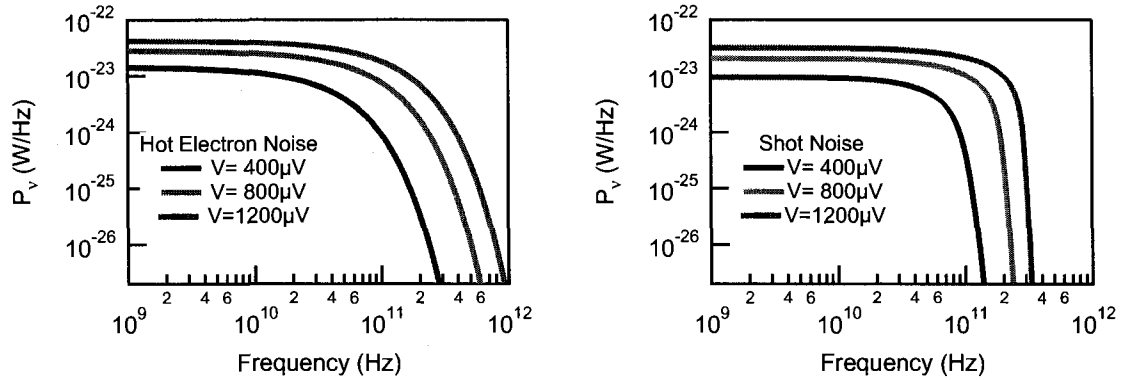 10^-22
10^-23
10^-24
10^-25
10^-26
P_ν (W/Hz)
Hot Electron Noise
V= 400µV
V= 800µV
V=1200µV
2 4 6 2 4 6 2 4 6
10^9 10^10 10^11 10^12
Frequency (Hz)
10^-22
10^-23
10^-24
10^-25
10^-26
P_ν (W/Hz)
Shot Noise
V= 400µV
V= 800µV
V=1200µV
2 4 6 2 4 6 2 4 6
10^9 10^10 10^11 10^12
Frequency (Hz)